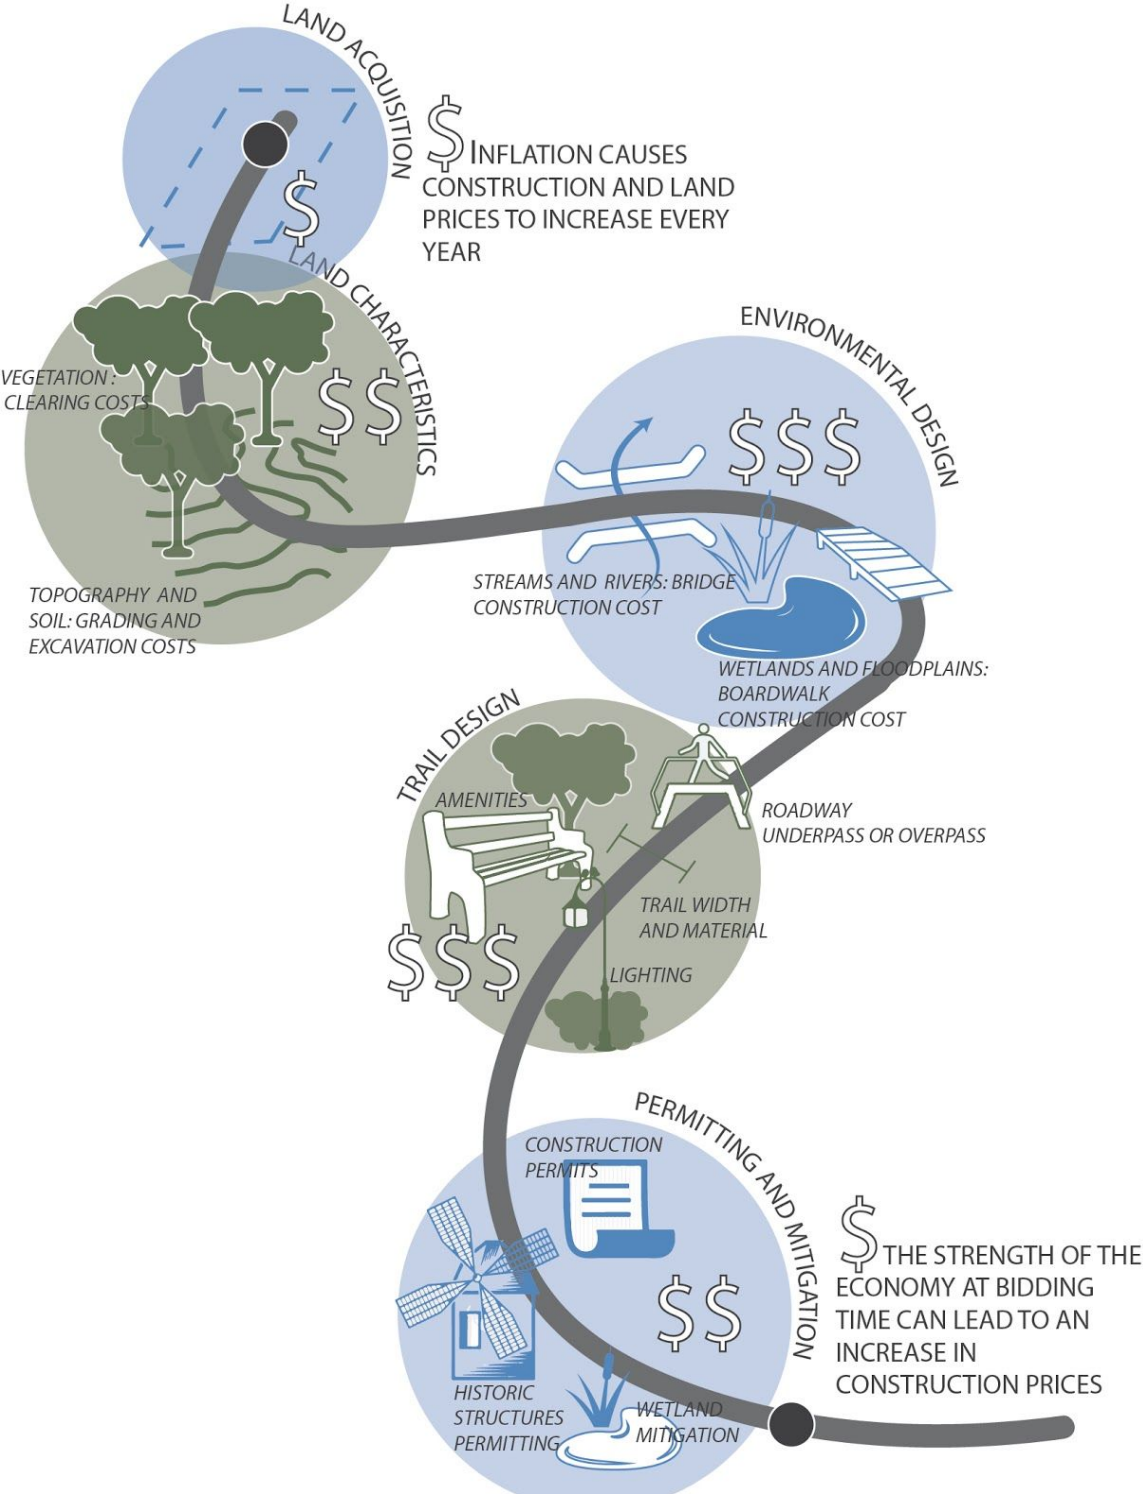 LAND ACQUISITION
$
$ INFLATION CAUSES
CONSTRUCTION AND LAND
PRICES TO INCREASE EVERY
YEAR
LAND CHARACTERISTICS
$$
VEGETATION :
CLEARING COSTS
TOPOGRAPHY AND
SOIL: GRADING AND
EXCAVATION COSTS
ENVIRONMENTAL DESIGN
$$$
STREAMS AND RIVERS: BRIDGE
CONSTRUCTION COST
WETLANDS AND FLOODPLAINS:
BOARDWALK
CONSTRUCTION COST
TRAIL DESIGN
AMENITIES
ROADWAY
UNDERPASS OR OVERPASS
TRAIL WIDTH
AND MATERIAL
$$$
LIGHTING
PERMITTING AND MITIGATION
CONSTRUCTION
PERMITS
$$
HISTORIC
STRUCTURES
PERMITTING
WETLAND
MITIGATION
$ THE STRENGTH OF THE
ECONOMY AT BIDDING
TIME CAN LEAD TO AN
INCREASE IN
CONSTRUCTION PRICES